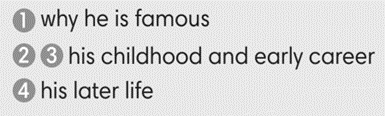 1 why he is famous
2 3 his childhood and early career
4 his later life